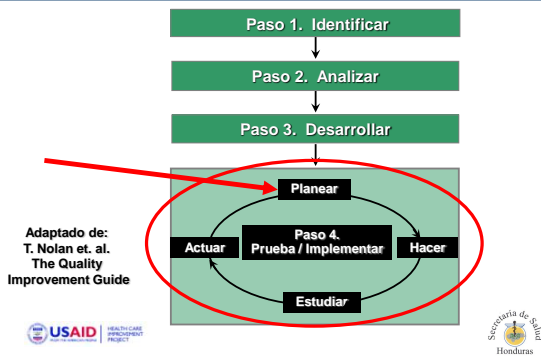 Paso 1. Identificar
Paso 2. Analizar
Paso 3. Desarrollar
Planear
Actuar
Paso 4.
Prueba / Implementar
Hacer
Estudiar
Adaptado de:
T. Nolan et. al.
The Quality
Improvement Guide
USAID
HEALTH CARE
IMPROVEMENT
PROJECT
Secretaría de Salud
Honduras